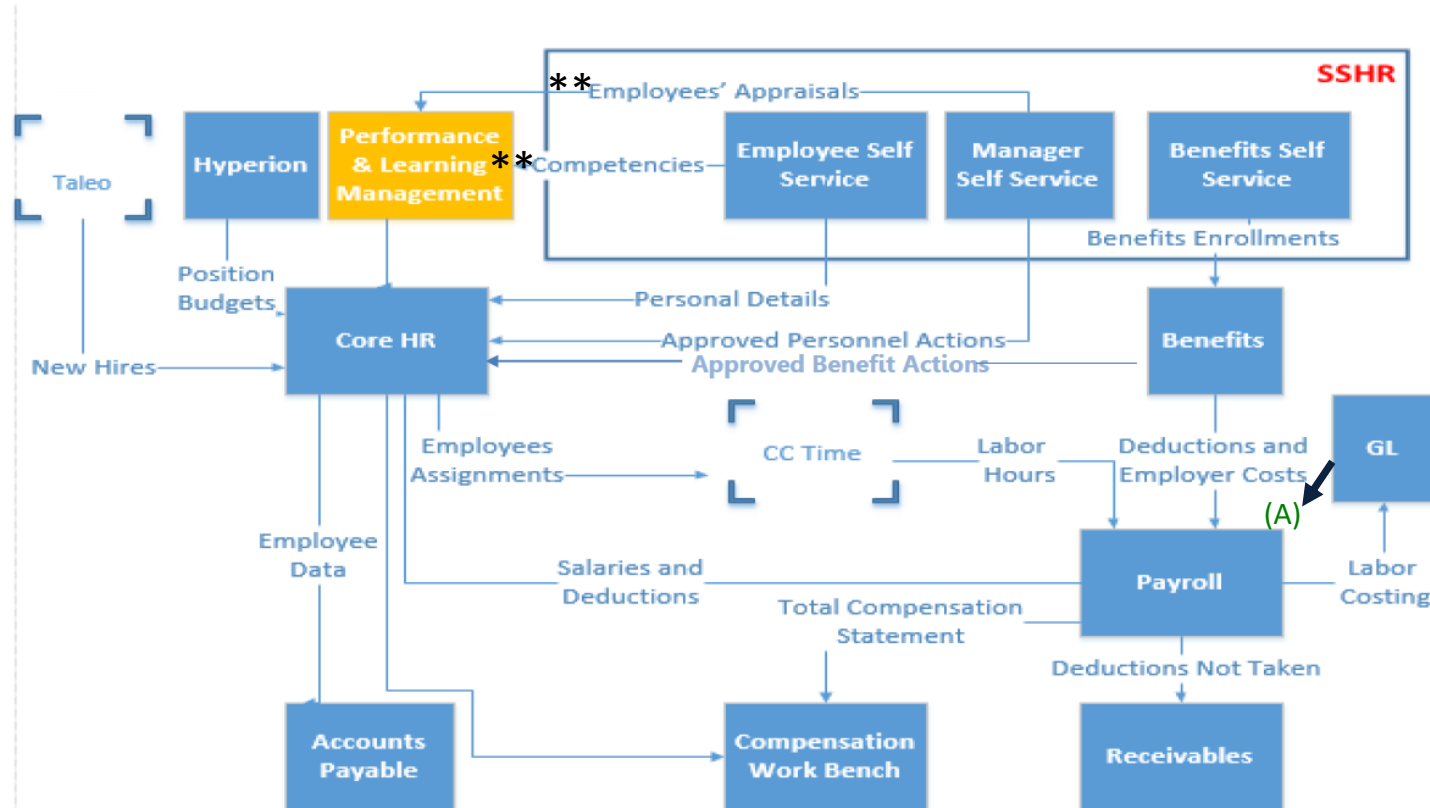 SSHR
** Employees' Appraisals
Taleo
Hyperion
Performance
& Learning
Management
**Competencies
Employee Self
Service
Manager
Self Service
Benefits Self
Service
Benefits Enrollments
Position
Budgets
New Hires
Core HR
Personal Details
Approved Personnel Actions
Approved Benefit Actions
Benefits
Employees
Assignments
CC Time
Labor
Hours
Deductions and
Employer Costs
GL
(A)
Employee
Data
Salaries and
Deductions
Total Compensation
Statement
Payroll
Labor
Costing
Deductions Not Taken
Accounts
Payable
Compensation
Work Bench
Receivables